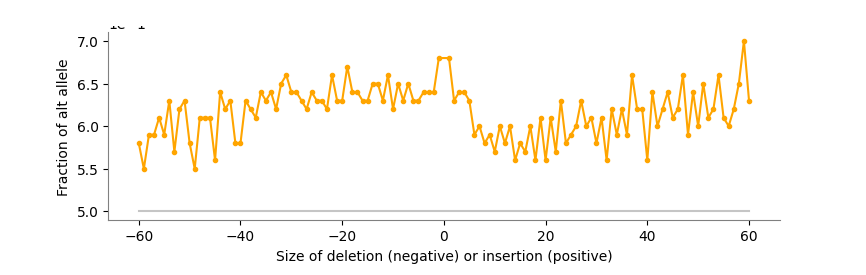 7.0
6.5
6.0
5.5
5.0
Fraction of alt allele
−60 −40 −20 0 20 40 60
Size of deletion (negative) or insertion (positive)